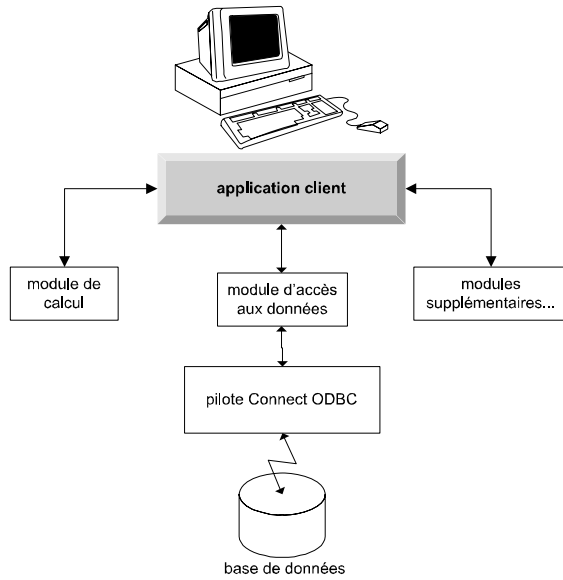 application client
module de
calcul
module d'accès
aux données
modules
supplémentaires...
pilote Connect ODBC
base de données